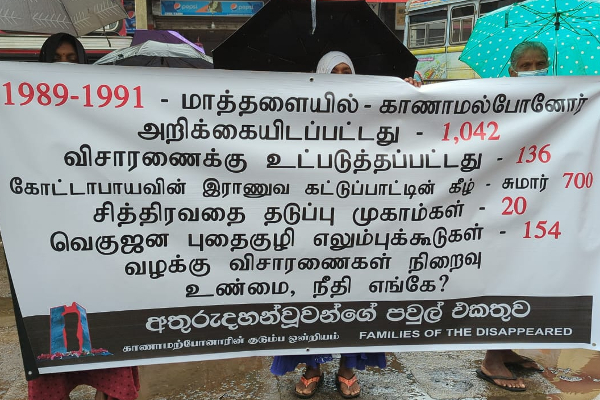 1989-1991 - மாத்தளையில் - காணாமல்போனோர்
அறிக்கையிடப்பட்டது - 1,042
விசாரணைக்கு உட்படுத்தப்பட்டது - 136
கோட்டாபாயவின் இராணுவ கட்டுப்பாட்டின் கீழ் - சுமார் 700
சித்திரவதை தடுப்பு முகாம்கள் - 20
வெகுஜன புதைகுழி எலும்புக்கூடுகள் - 154
வழக்கு விசாரணைகள் நிறைவு
உண்மை, நீதி எங்கே?
අතුරුදහන්වූවන්ගේ පවුල් එකතුව
காணாமற்போனாரின் குடும்ப ஒன்றியம் FAMILIES OF THE DISAPPEARED